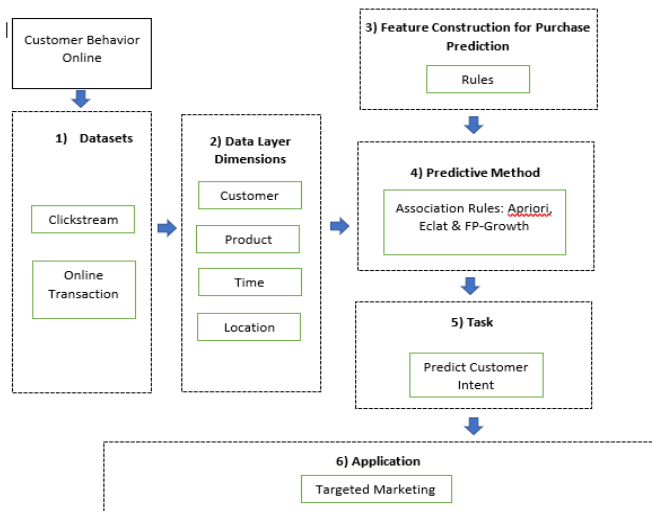 Customer Behavior
Online
1) Datasets
Clickstream
Online
Transaction
2) Data Layer
Dimensions
Customer
Product
Time
Location
3) Feature Construction for Purchase
Prediction
Rules
4) Predictive Method
Association Rules: Apriori,
Eclat & FP-Growth
5) Task
Predict Customer
Intent
6) Application
Targeted Marketing